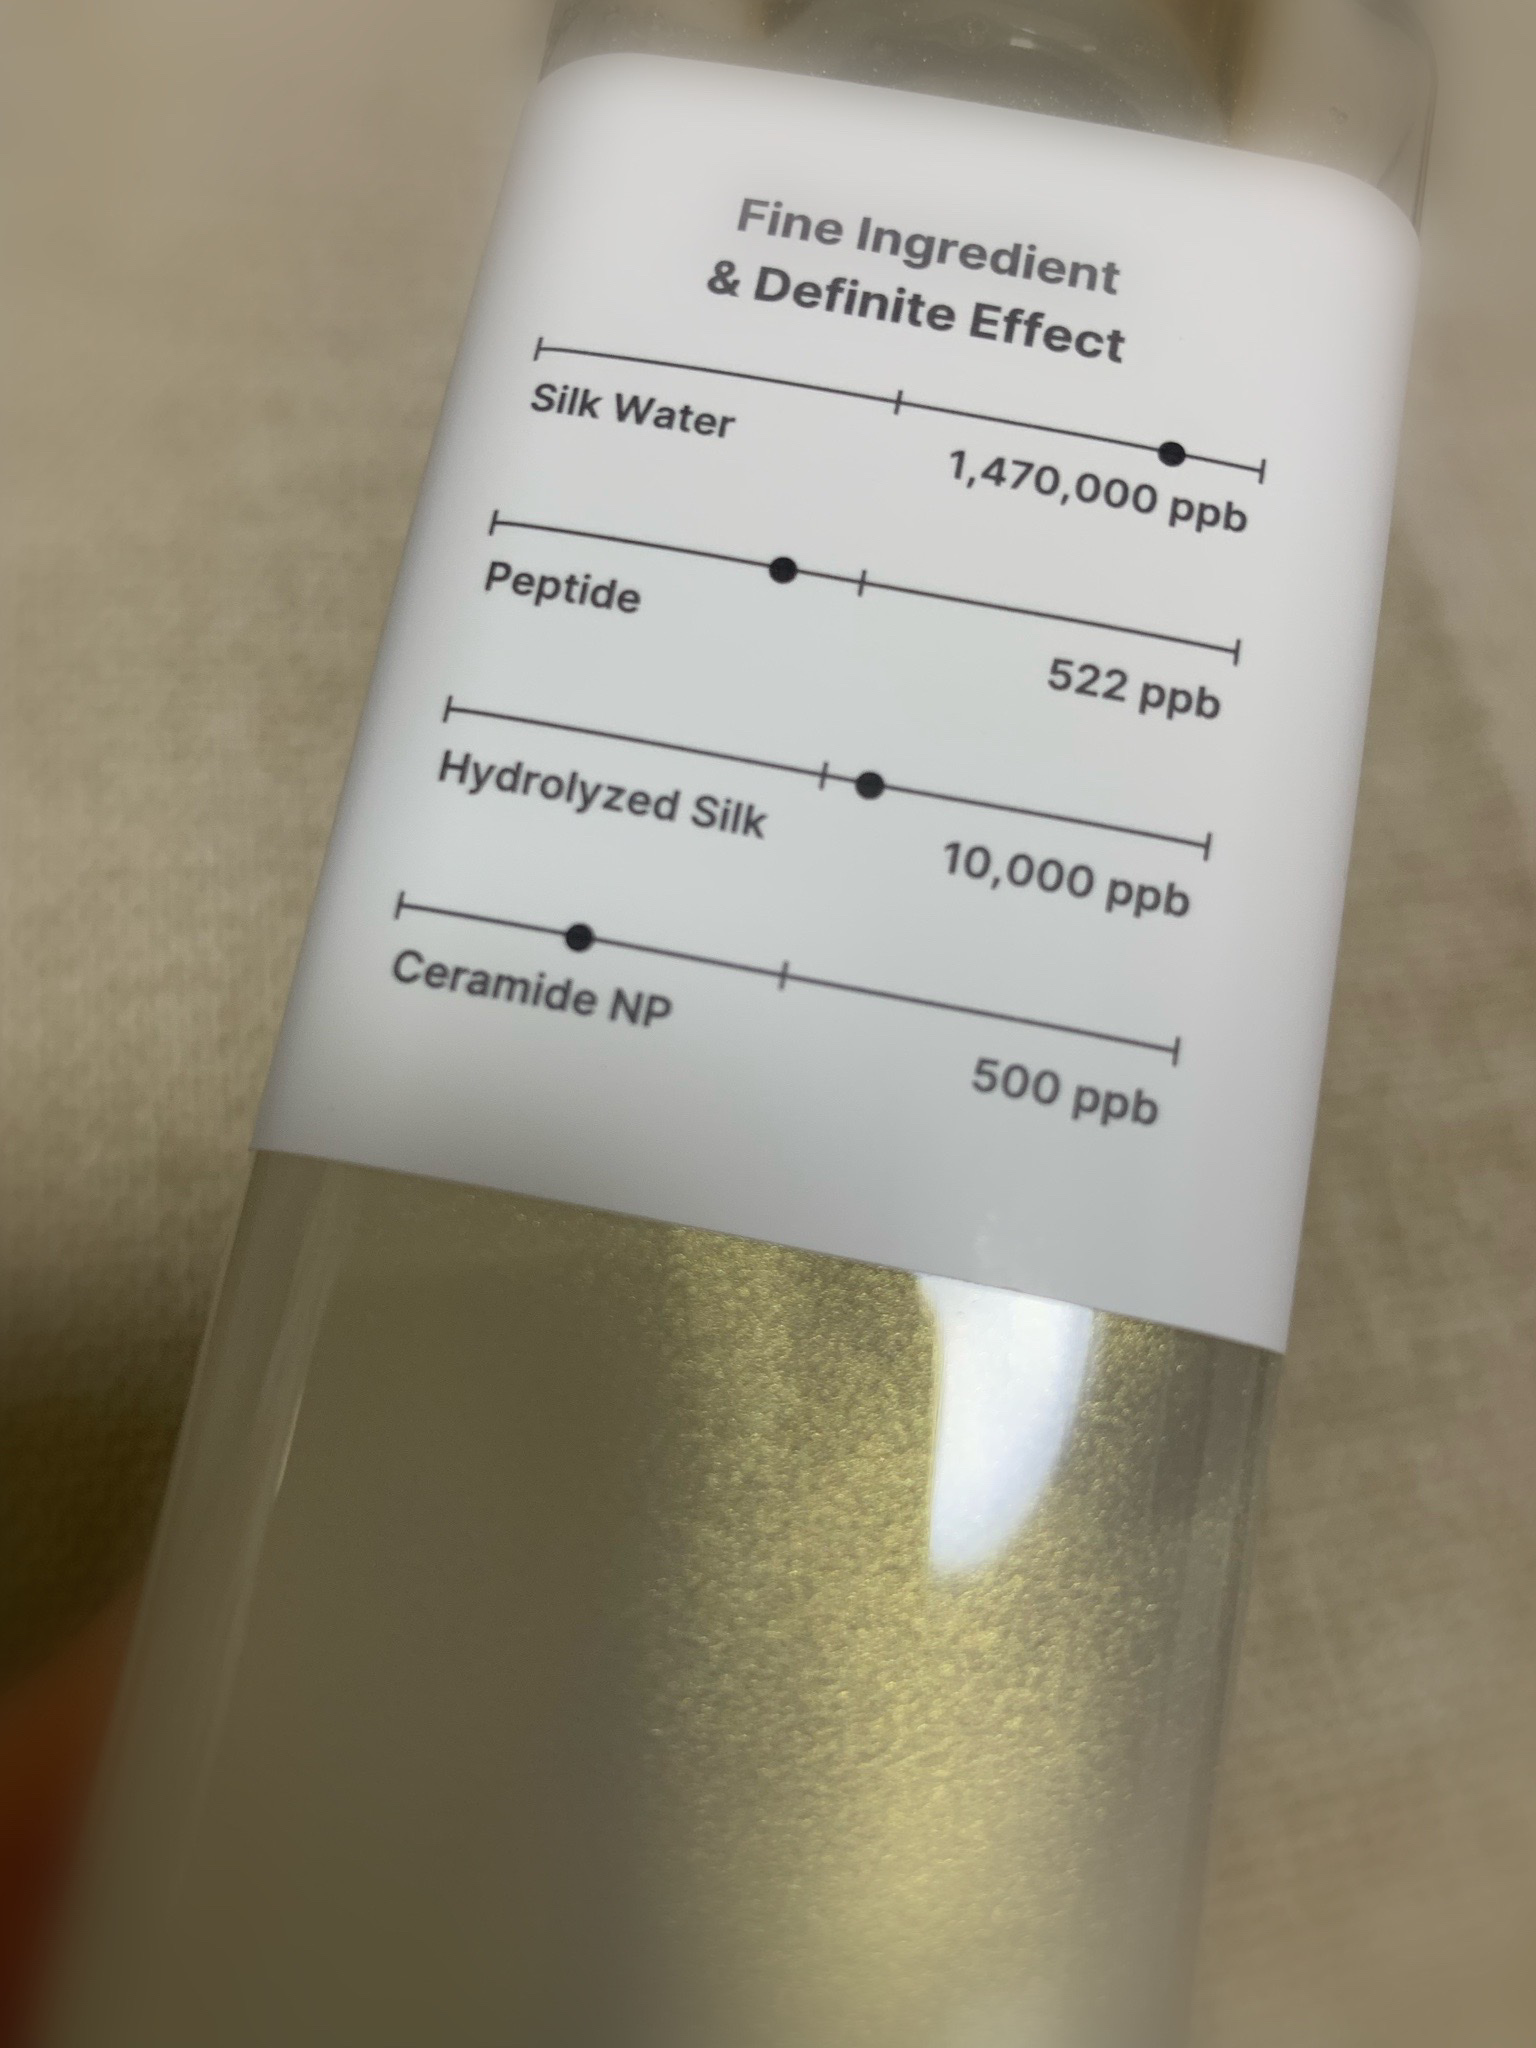 Fine Ingredient
& Definite Effect
Silk Water
1,470,000 ppb
Peptide
522 ppb
Hydrolyzed Silk
10,000 ppb
Ceramide NP
500 ppb